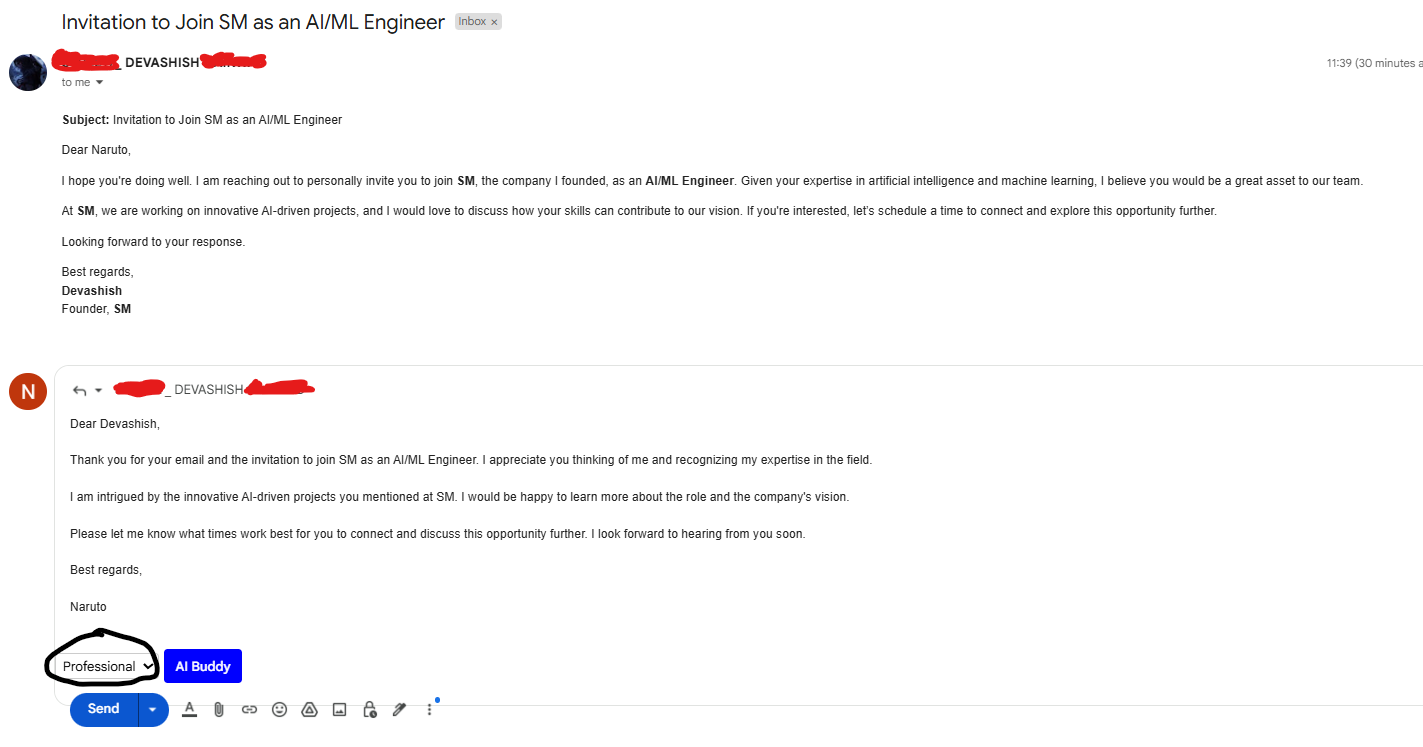 Invitation to Join SM as an AI/ML Engineer Inbox x
DEVASHISH
11:39 (30 minutes a
to me
Subject: Invitation to Join SM as an AI/ML Engineer
Dear Naruto,
I hope you're doing well. I am reaching out to personally invite you to join SM, the company I founded, as an AI/ML Engineer. Given your expertise in artificial intelligence and machine learning, I believe you would be a great asset to our team.
At SM, we are working on innovative AI-driven projects, and I would love to discuss how your skills can contribute to our vision. If you're interested, let's schedule a time to connect and explore this opportunity further.
Looking forward to your response.
Best regards,
Devashish
Founder, SM
N
_ DEVASHISH
Dear Devashish,
Thank you for your email and the invitation to join SM as an AI/ML Engineer. I appreciate you thinking of me and recognizing my expertise in the field.
I am intrigued by the innovative AI-driven projects you mentioned at SM. I would be happy to learn more about the role and the company's vision.
Please let me know what times work best for you to connect and discuss this opportunity further. I look forward to hearing from you soon.
Best regards,
Naruto
Professional AI Buddy
Send